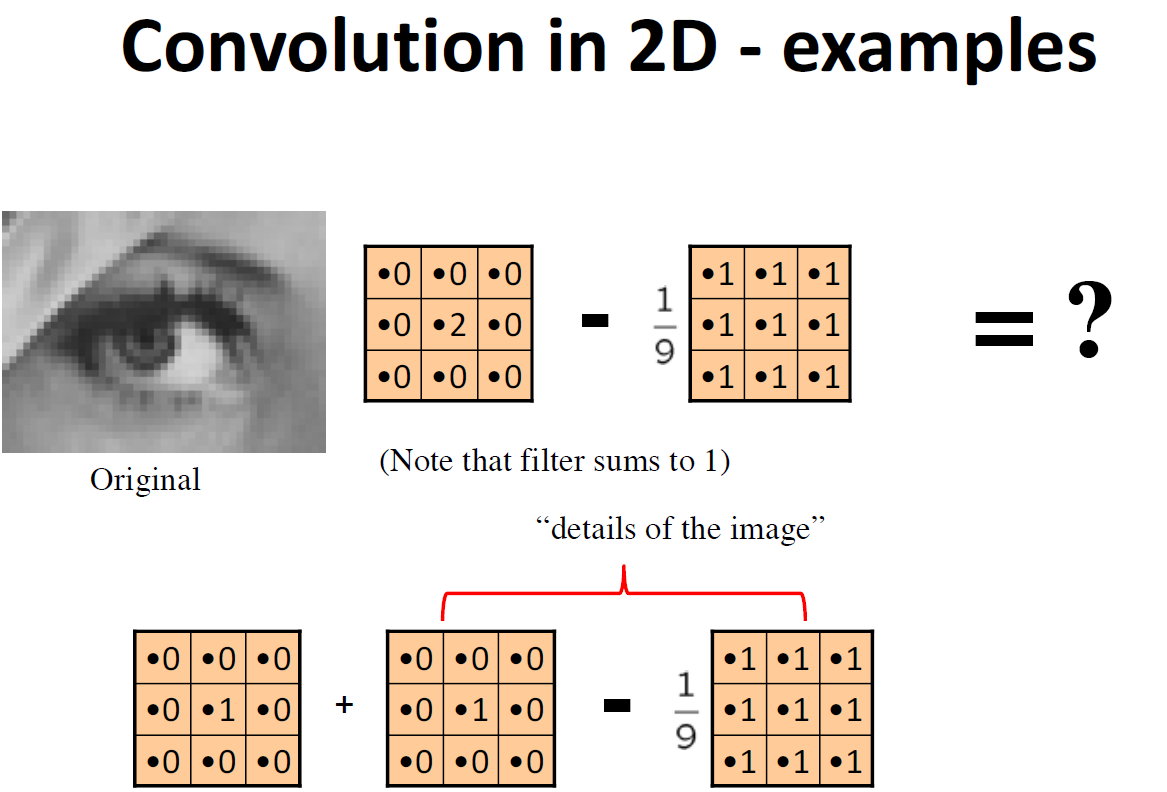 Convolution in 2D - examples
•0 •0 •0
•0 •2 •0
•0 •0 •0
-
1
9
•1 •1 •1
•1 •1 •1
•1 •1 •1
= ?
Original
(Note that filter sums to 1)
“details of the image”
•0 •0 •0
•0 •1 •0
•0 •0 •0
+
•0 •0 •0
•0 •1 •0
•0 •0 •0
-
1
9
•1 •1 •1
•1 •1 •1
•1 •1 •1